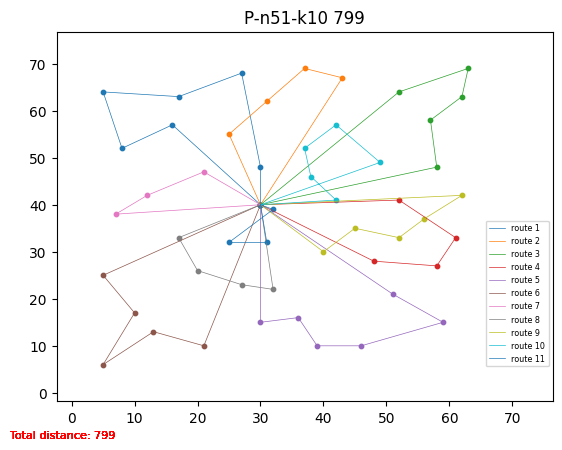 P-n51-k10 799
70
60
50
40
30
20
10
0
0 10 20 30 40 50 60 70
route 1
route 2
route 3
route 4
route 5
route 6
route 7
route 8
route 9
route 10
route 11
Total distance: 799